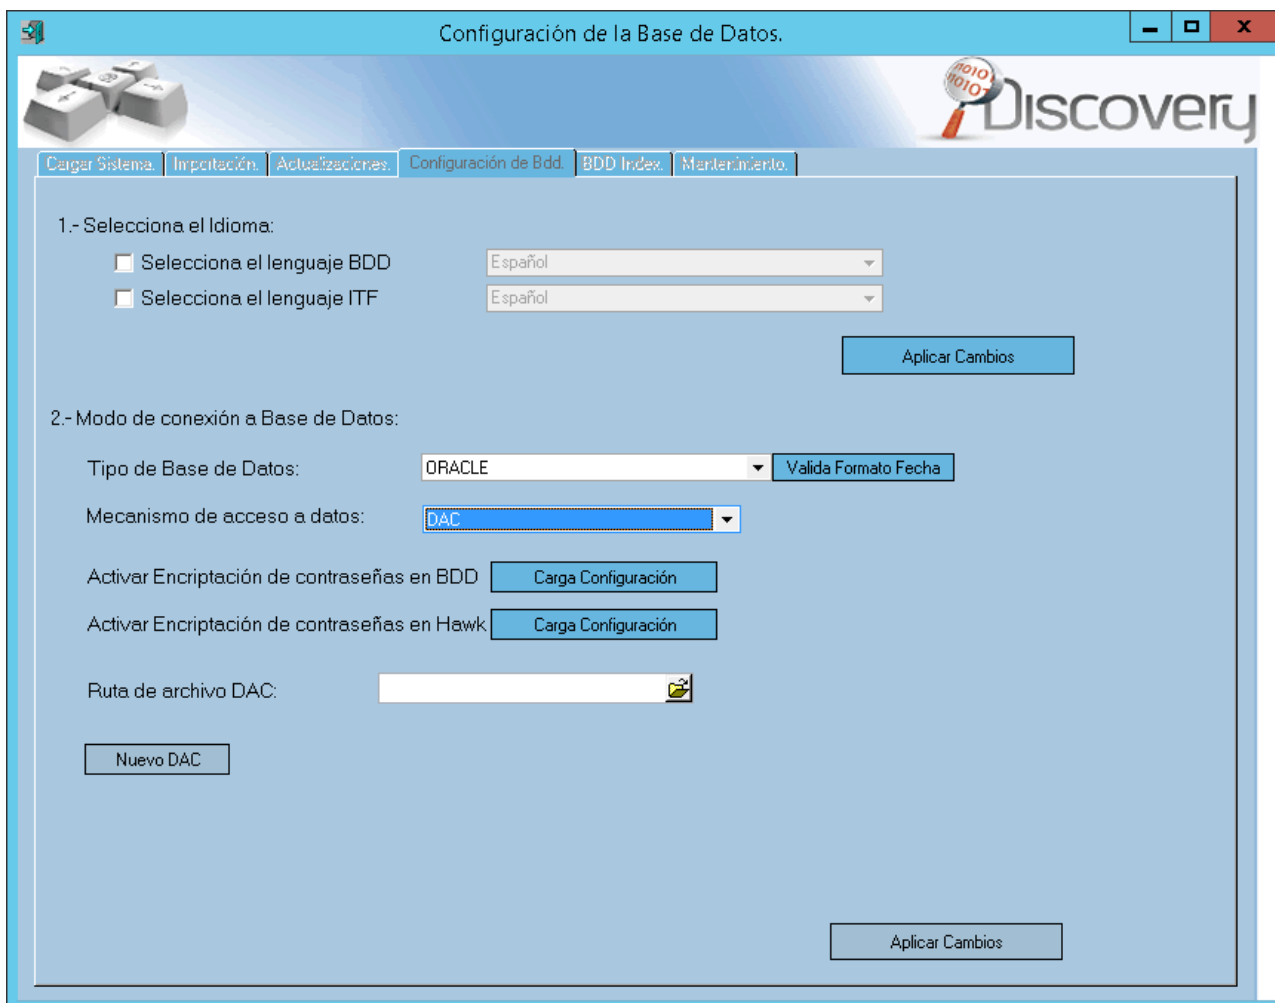 Configuración de la Base de Datos.
X
11010
10101
Discovery
Cargar Sistema. Importación. Actualizaciones. Configuración de Bdd. BDD Index. Mantenimiento.
1.- Selecciona el Idioma:
Selecciona el lenguaje BDD Español
Selecciona el lenguaje ITF Español
Aplicar Cambios
2.- Modo de conexión a Base de Datos:
Tipo de Base de Datos: ORACLE Valida Formato Fecha
Mecanismo de acceso a datos: DAC
Activar Encriptación de contraseñas en BDD Carga Configuración
Activar Encriptación de contraseñas en Hawk Carga Configuración
Ruta de archivo DAC:
Nuevo DAC
Aplicar Cambios